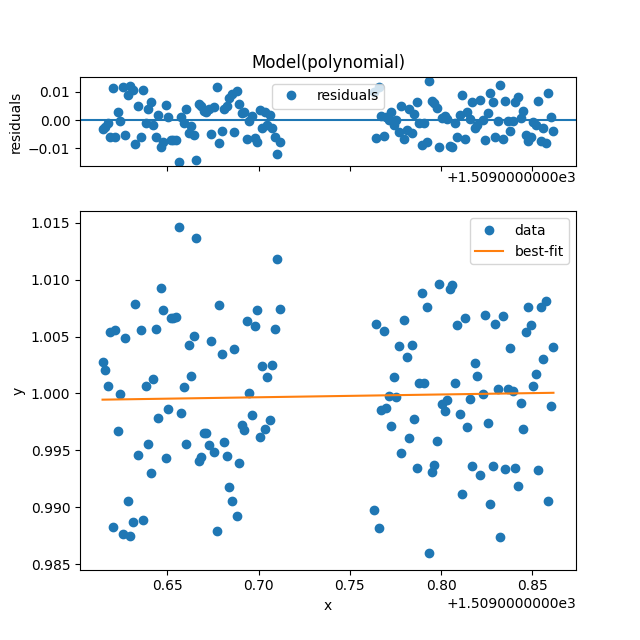 Model(polynomial)
residuals
0.01
0.00
−0.01
residuals
+1.5090000000e3
y
1.015
1.010
1.005
1.000
0.995
0.990
0.985
data
best-fit
0.65
0.70
0.75
0.80
0.85
x
+1.5090000000e3